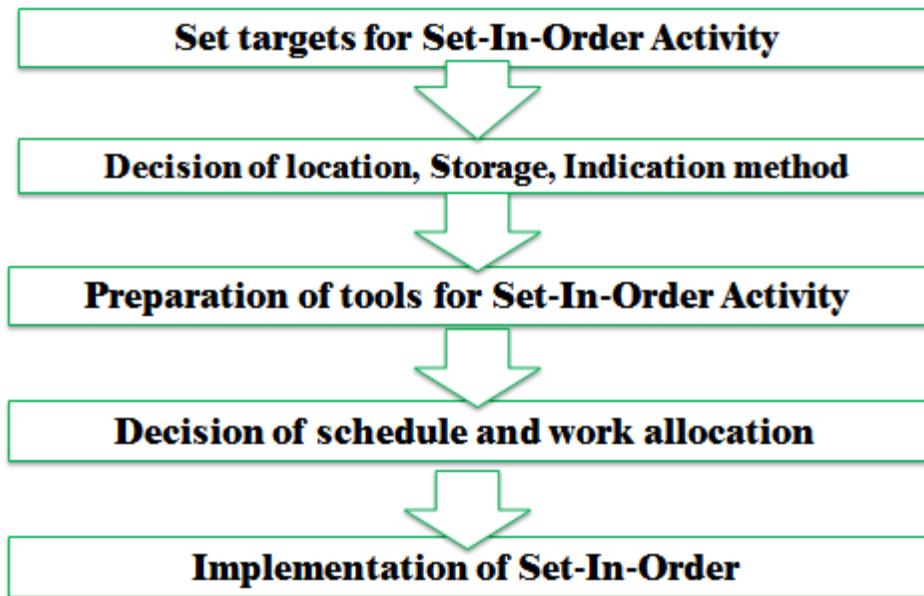 Set targets for Set-In-Order Activity
Decision of location, Storage, Indication method
Preparation of tools for Set-In-Order Activity
Decision of schedule and work allocation
Implementation of Set-In-Order